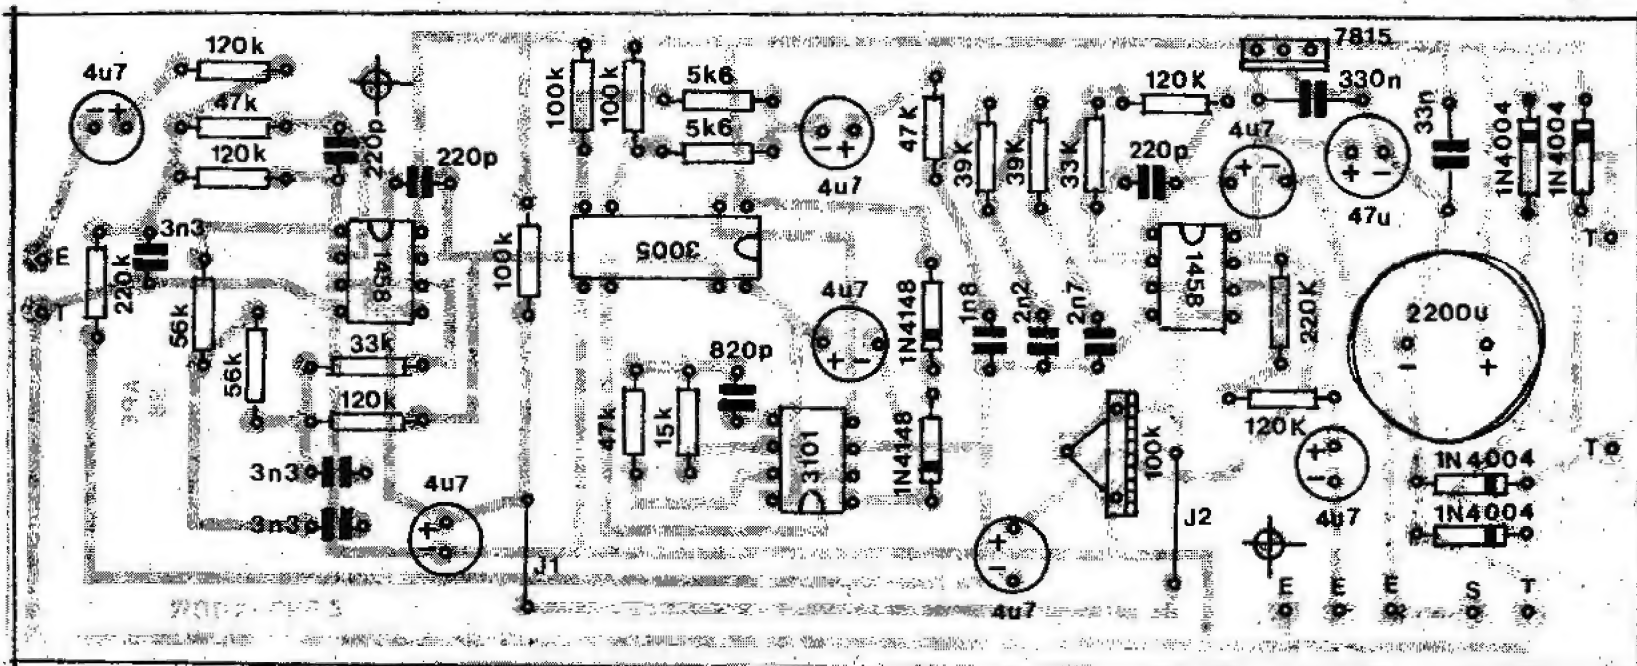 120k
4u7
47k
120k
220p
220p
3n3
E
T
220k
56k
56k
1458
33k
120k
3n3
3n3
4u7
J1
100k
100k
100k
5k6
5k6
3005
4u7
4u7
820p
47k
15k
3101
47K
1N4148
1N4148
39K
39K
33K
120K
220p
1n8
2n2
2n7
1458
100k
J2
4u7
7815
330n
4u7
47u
33n
1N4004
1N4004
T
220K
2200u
120K
4u7
1N4004
1N4004
T
E
E
E
S
T